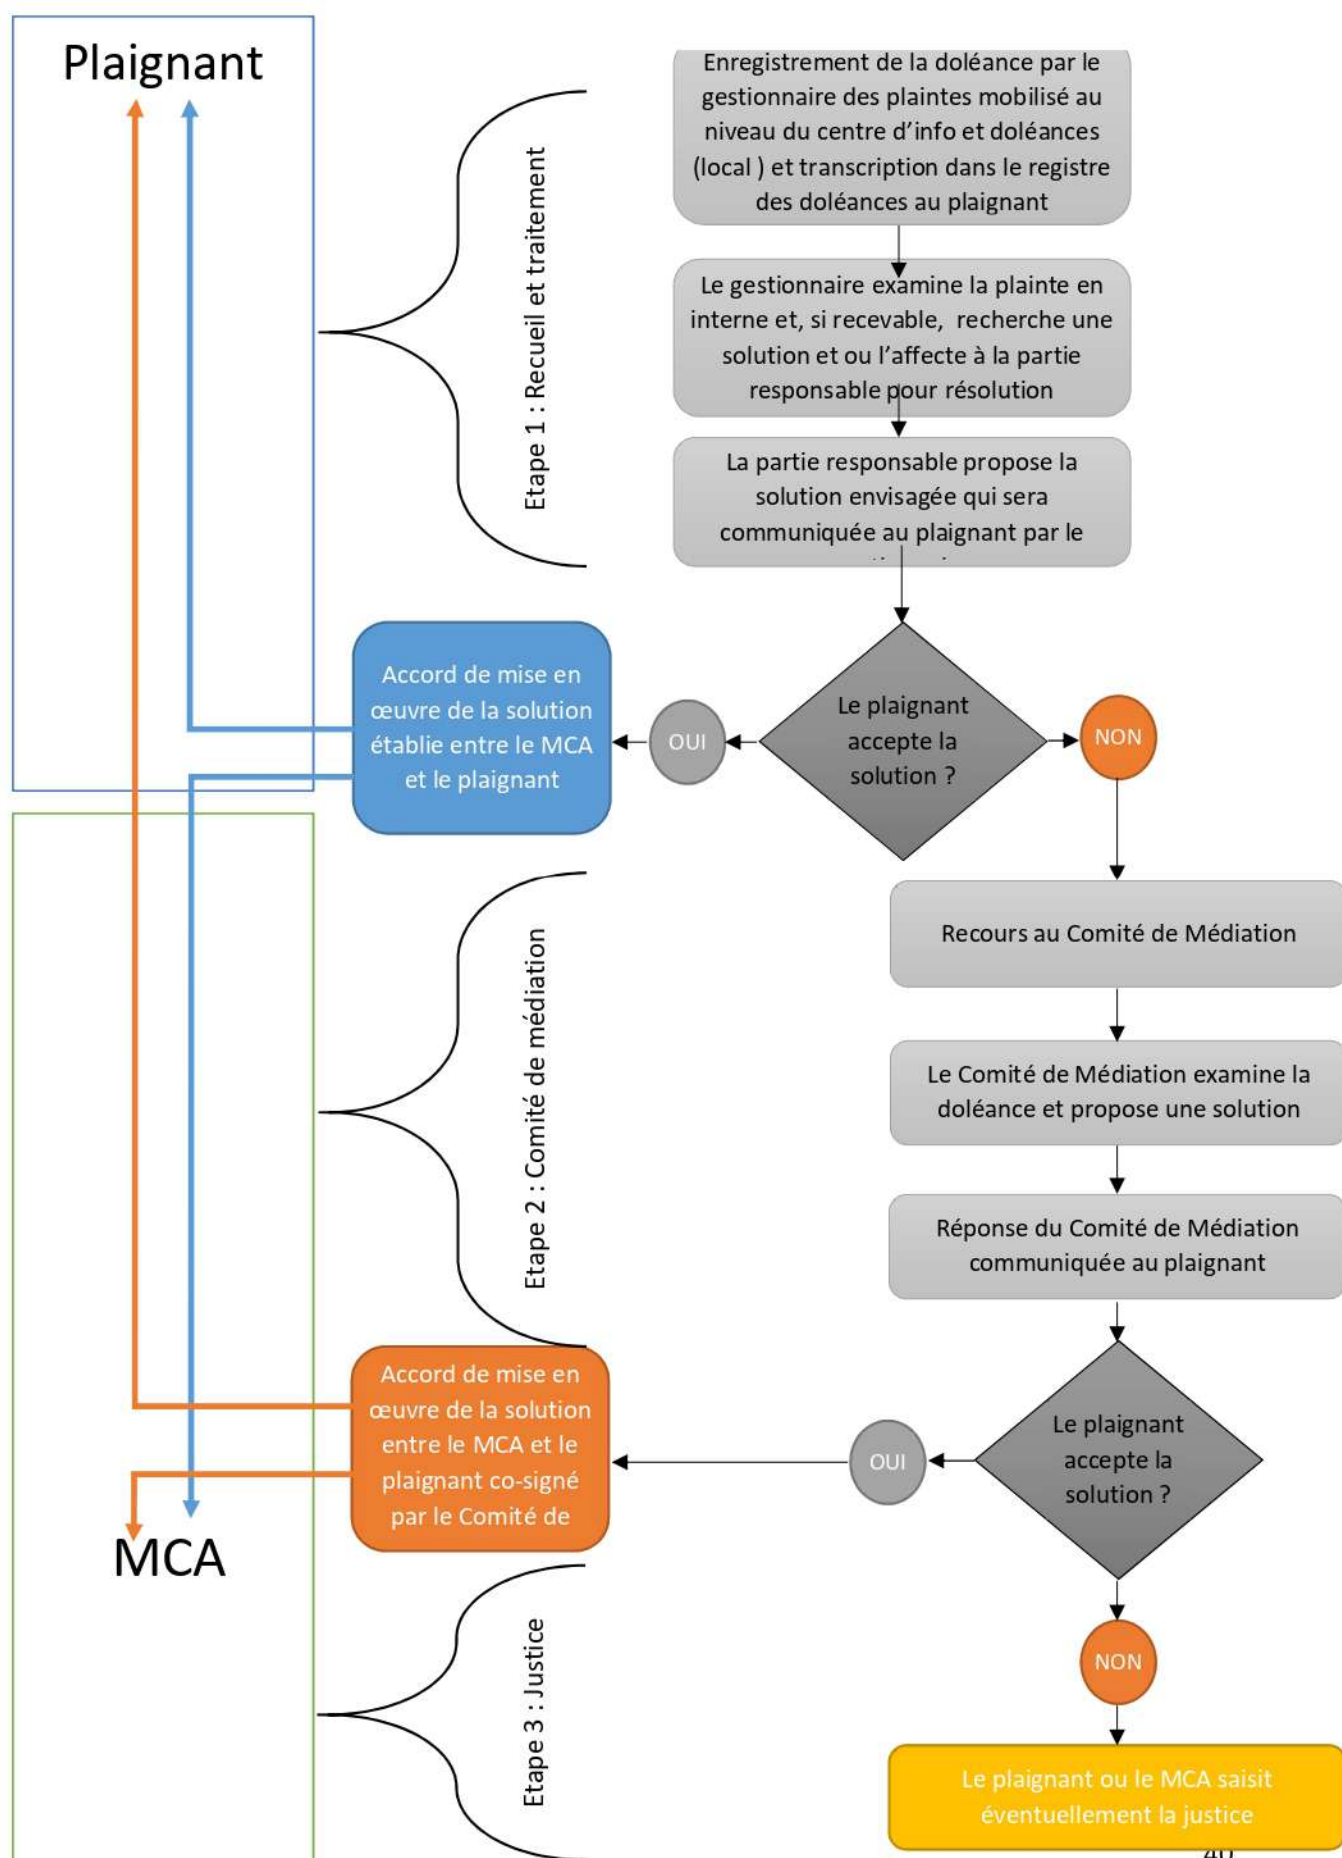 Plaignant
Enregistrement de la doléance par le
gestionnaire des plaintes mobilisé au
niveau du centre d'info et doléances
(local ) et transcription dans le registre
des doléances au plaignant
Etape 1 : Recueil et traitement
Le gestionnaire examine la plainte en
interne et, si recevable, recherche une
solution et ou l'affecte à la partie
responsable pour résolution
La partie responsable propose la
solution envisagée qui sera
communiquée au plaignant par le
Le plaignant
accepte la
solution ?
OUI
NON
Accord de mise en
œuvre de la solution
établie entre le MCA
et le plaignant
Recours au Comité de Médiation
Etape 2 : Comité de médiation
Le Comité de Médiation examine la
doléance et propose une solution
Réponse du Comité de Médiation
communiquée au plaignant
Le plaignant
accepte la
solution ?
OUI
Accord de mise en
œuvre de la solution
entre le MCA et le
plaignant co-signé
par le Comité de
MCA
NON
Etape 3 : Justice
Le plaignant ou le MCA saisit
éventuellement la justice